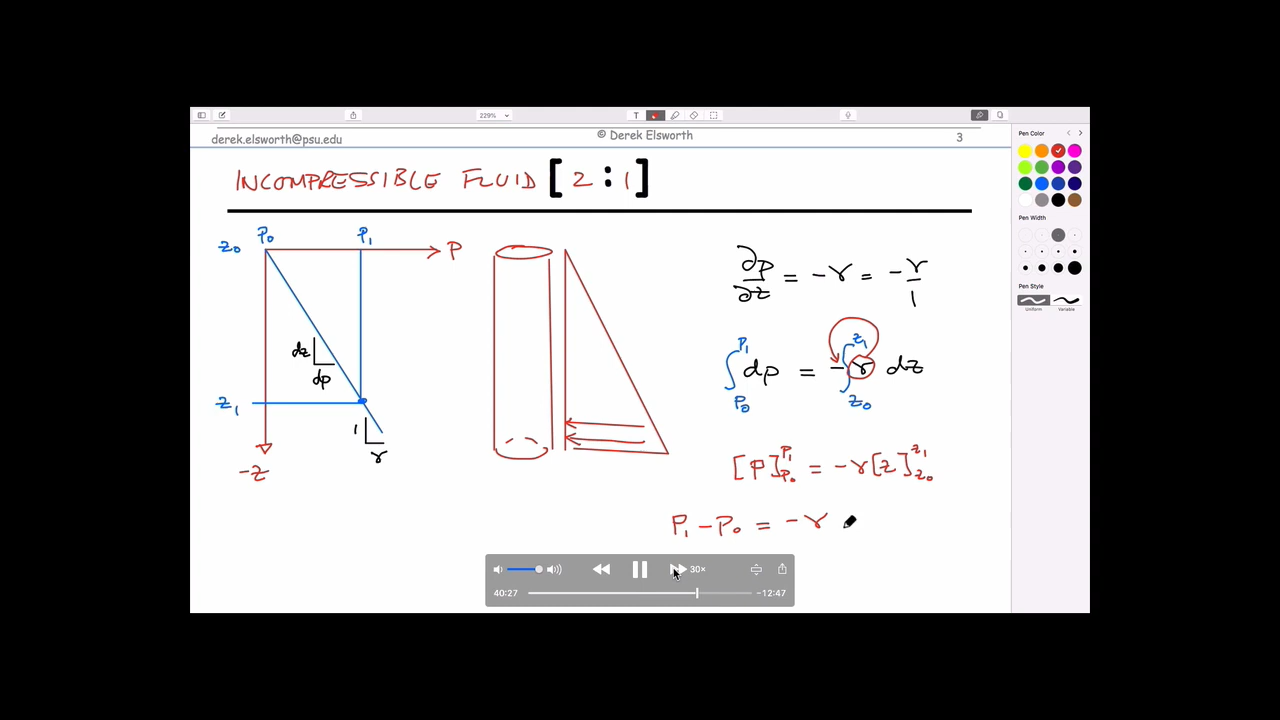 229%
T
derek.elsworth@psu.edu
© Derek Elsworth
3
INCOMPRESSIBLE FLUID [2:1]
z₀ P₀ P₁ P
dz
dp
z₁
1
γ
-z
∂p/∂z = -γ = -γ/1
∫_{P₀}^{P₁} dp = -∫_{z₀}^{z₁} γ dz
[P]_{P₀}^{P₁} = -γ[z]_{z₀}^{z₁}
P₁ - P₀ = -γ
30×
40:27
-12:47
Pen Color
Pen Width
Pen Style
Uniform
Variable